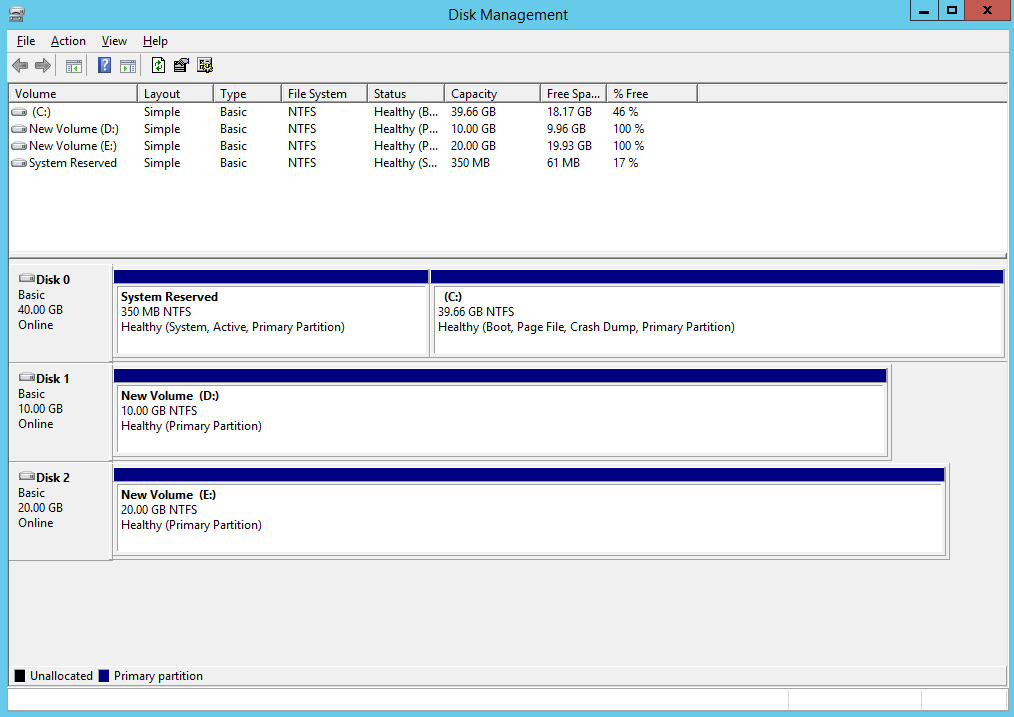 Disk Management
File Action View Help
Volume Layout Type File System Status Capacity Free Spa... % Free
(C:) Simple Basic NTFS Healthy (B... 39.66 GB 18.17 GB 46 %
New Volume (D:) Simple Basic NTFS Healthy (P... 10.00 GB 9.96 GB 100 %
New Volume (E:) Simple Basic NTFS Healthy (P... 20.00 GB 19.93 GB 100 %
System Reserved Simple Basic NTFS Healthy (S... 350 MB 61 MB 17 %
Disk 0
Basic
40.00 GB
Online
System Reserved
350 MB NTFS
Healthy (System, Active, Primary Partition)
(C:)
39.66 GB NTFS
Healthy (Boot, Page File, Crash Dump, Primary Partition)
Disk 1
Basic
10.00 GB
Online
New Volume (D:)
10.00 GB NTFS
Healthy (Primary Partition)
Disk 2
Basic
20.00 GB
Online
New Volume (E:)
20.00 GB NTFS
Healthy (Primary Partition)
Unallocated Primary partition